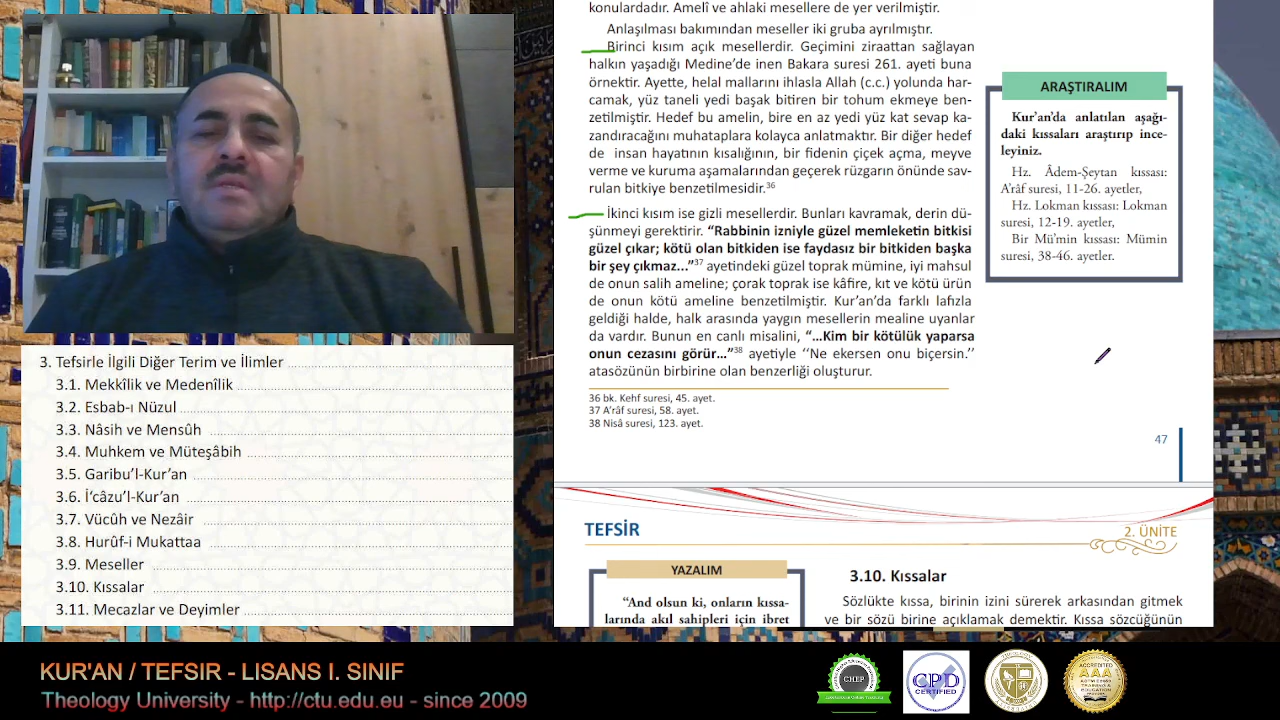 konulardadır. Amelî ve ahlaki mesellere de yer verilmiştir.
Anlaşılması bakımından meseller iki gruba ayrılmıştır.
Birinci kısım açık mesellerdir. Geçimini ziraattan sağlayan
halkın yaşadığı Medine’de inen Bakara suresi 261. ayeti buna
örnektir. Ayette, helal mallarını ihlasla Allah (c.c.) yolunda har-
camak, yüz taneli yedi başak bitiren bir tohum ekmeye ben-
zetilmiştir. Hedef bu amelin, bire en az yedi yüz kat sevap ka-
zandıracağını muhataplara kolayca anlatmaktır. Bir diğer hedef
de insan hayatının kısalığının, bir fidenin çiçek açma, meyve
verme ve kuruma aşamalarından geçerek rüzgarın önünde sav-
rulan bitkiye benzetilmesidir.36
İkinci kısım ise gizli mesellerdir. Bunları kavramak, derin dü-
şünmeyi gerektirir. “Rabbinin izniyle güzel memleketin bitkisi
güzel çıkar; kötü olan bitkiden ise faydasız bir bitkiden başka
bir şey çıkmaz...”37 ayetindeki güzel toprak mümine, iyi mahsul
de onun salih ameline; çorak toprak ise kâfire, kıt ve kötü ürün
de onun kötü ameline benzetilmiştir. Kur’an’da farklı lafızla
geldiği halde, halk arasında yaygın mesellerin mealine uyanlar
da vardır. Bunun en canlı misalini, “...Kim bir kötülük yaparsa
onun cezasını görür...”38 ayetiyle ‘‘Ne ekersen onu biçersin.’’
atasözünün birbirine olan benzerliği oluşturur.
36 bk. Kehf suresi, 45. ayet.
37 A’râf suresi, 58. ayet.
38 Nisâ suresi, 123. ayet.
ARAŞTIRALIM
Kur’an’da anlatılan aşağı-
daki kıssaları araştırıp ince-
leyiniz.
Hz. Âdem-Şeytan kıssası:
A’râf suresi, 11-26. ayetler,
Hz. Lokman kıssası: Lokman
suresi, 12-19. ayetler,
Bir Mü’min kıssası: Mümin
suresi, 38-46. ayetler.
47
TEFSİR
2. ÜNİTE
YAZALIM
“And olsun ki, onların kıssa-
larında akıl sahipleri için ibret
3.10. Kıssalar
Sözlükte kıssa, birinin izini sürerek arkasından gitmek
ve bir sözü birine açıklamak demektir. Kıssa sözcüğünün
3. Tefsirle İlgili Diğer Terim ve İlimler
3.1. Mekkîlik ve Medenîlik
3.2. Esbab-ı Nüzul
3.3. Nâsih ve Mensûh
3.4. Muhkem ve Müteşâbih
3.5. Garibu’l-Kur’an
3.6. İ‘câzu’l-Kur’an
3.7. Vücûh ve Nezâir
3.8. Hurûf-i Mukattaa
3.9. Meseller
3.10. Kıssalar
3.11. Mecazlar ve Deyimler
KUR'AN / TEFSIR - LISANS I. SINIF
Theology University - http://ctu.edu.eu - since 2009
CHEP
CPD
CERTIFIED
ACCREDITED
AAA